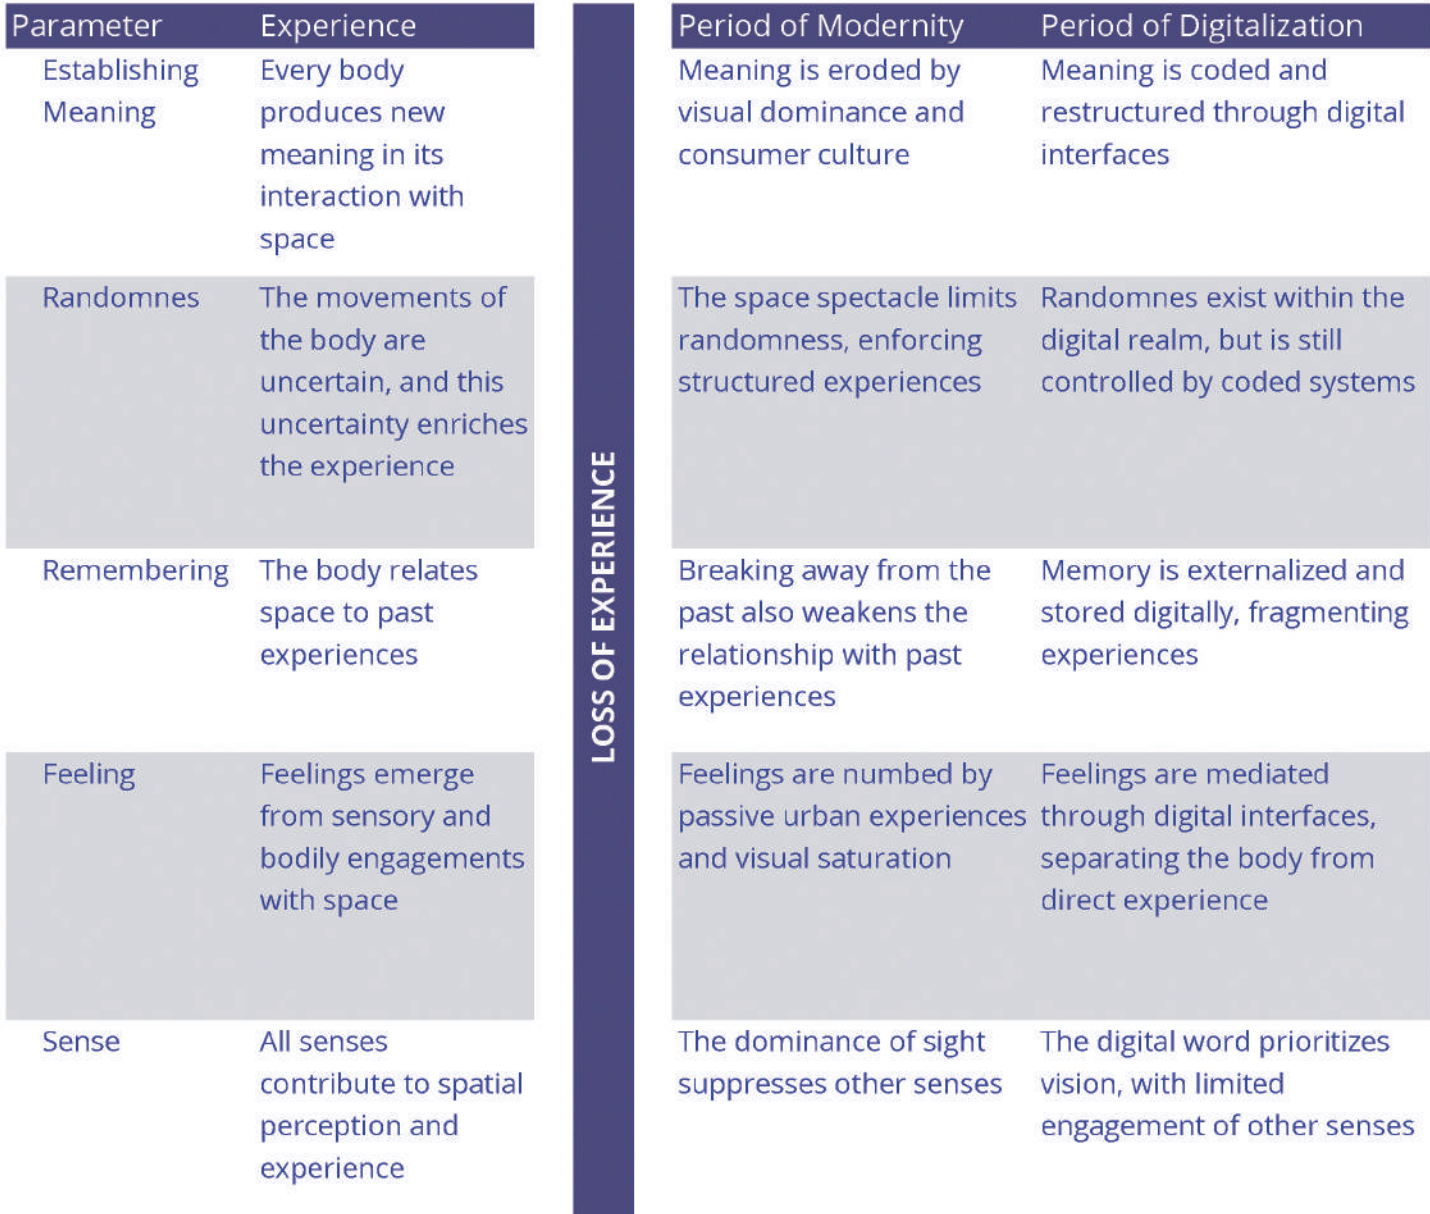 Parameter Experience
Establishing Meaning
Every body
produces new
meaning in its
interaction with
space
Randomnes
The movements of
the body are
uncertain, and this
uncertainty enriches
the experience
Remembering
The body relates
space to past
experiences
Feeling
Feelings emerge
from sensory and
bodily engagements
with space
Sense
All senses
contribute to spatial
perception and
experience
LOSS OF EXPERIENCE
Period of Modernity Period of Digitalization
Meaning is eroded by
visual dominance and
consumer culture
Meaning is coded and
restructured through digital
interfaces
The space spectacle limits
randomness, enforcing
structured experiences
Randomnes exist within the
digital realm, but is still
controlled by coded systems
Breaking away from the
past also weakens the
relationship with past
experiences
Memory is externalized and
stored digitally, fragmenting
experiences
Feelings are numbed by
passive urban experiences
and visual saturation
Feelings are mediated
through digital interfaces,
separating the body from
direct experience
The dominance of sight
suppresses other senses
The digital word prioritizes
vision, with limited
engagement of other senses